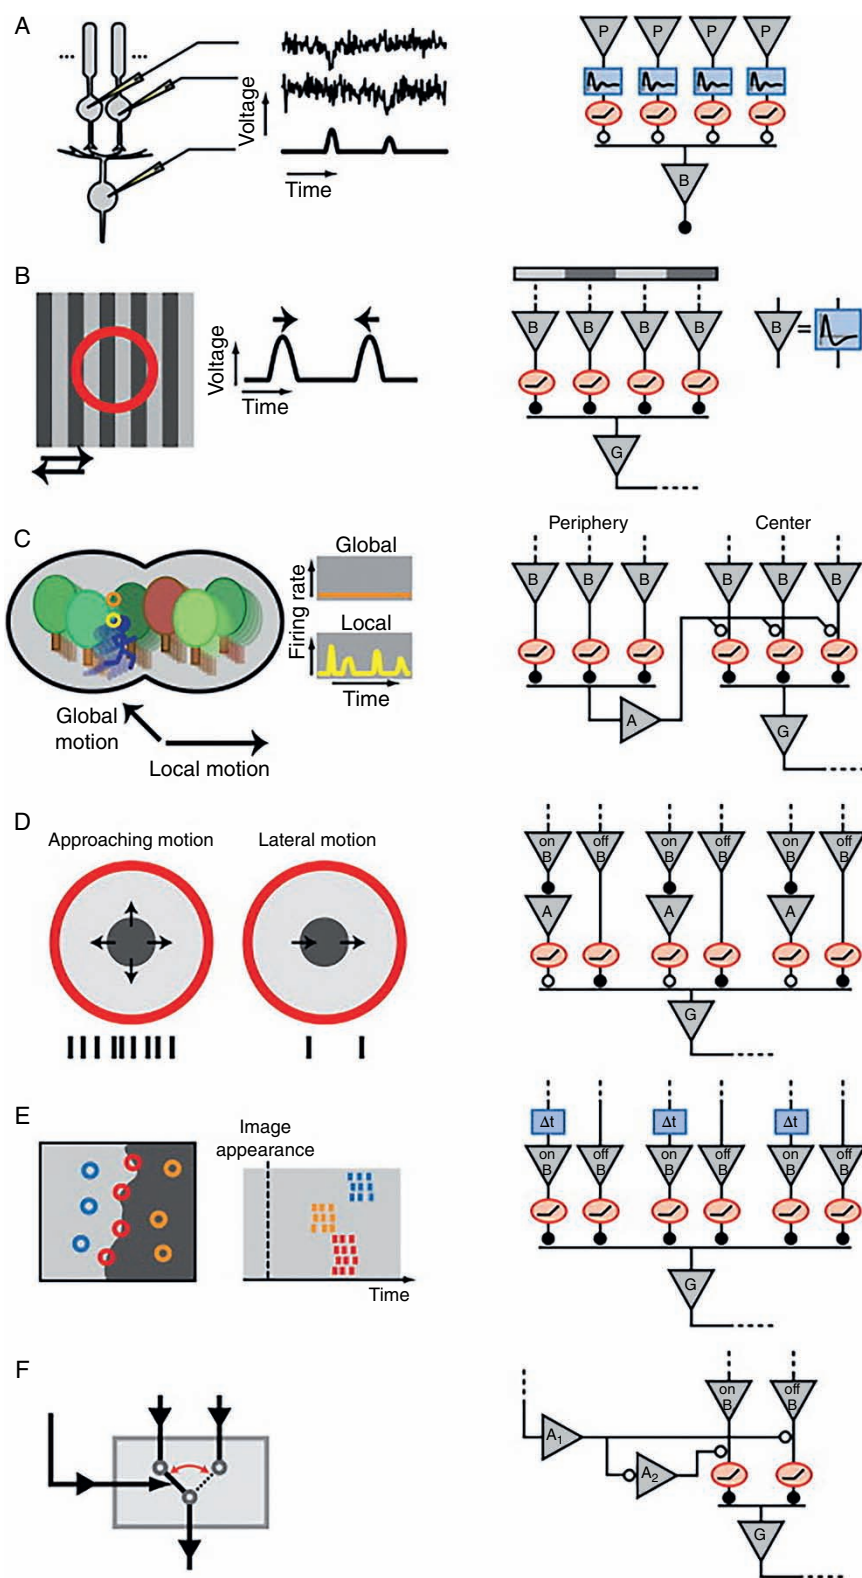 A
...
...
Voltage
Time
P P P P
B
B
Voltage
Time
B B B B
B =
G
C
Global
Firing rate
Local
Time
Global
motion
Local motion
Periphery Center
B B B B B B
A
G
D
Approaching motion Lateral motion
on
B
off
B
on
B
off
B
on
B
off
B
A A A
G
E
Image
appearance
Time
Δt Δt Δt
on
B
off
B
on
B
off
B
on
B
off
B
G
F
on
B
off
B
A1
A2
G